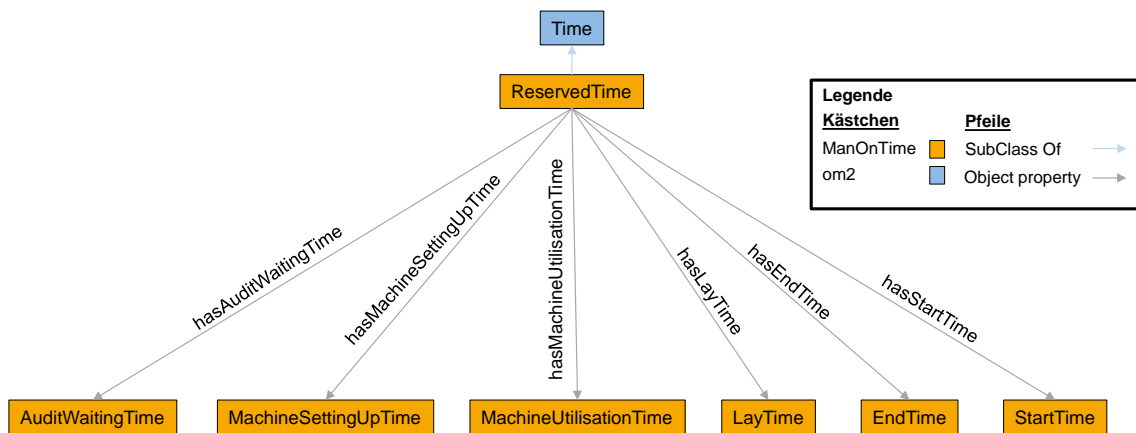 Time
ReservedTime
Legende
Kästchen
Pfeile
ManOnTime
SubClass Of
om2
Object property
hasAuditWaitingTime
hasMachineSettingUpTime
hasMachineUtilisationTime
hasLayTime
hasEndTime
hasStartTime
AuditWaitingTime
MachineSettingUpTime
MachineUtilisationTime
LayTime
EndTime
StartTime